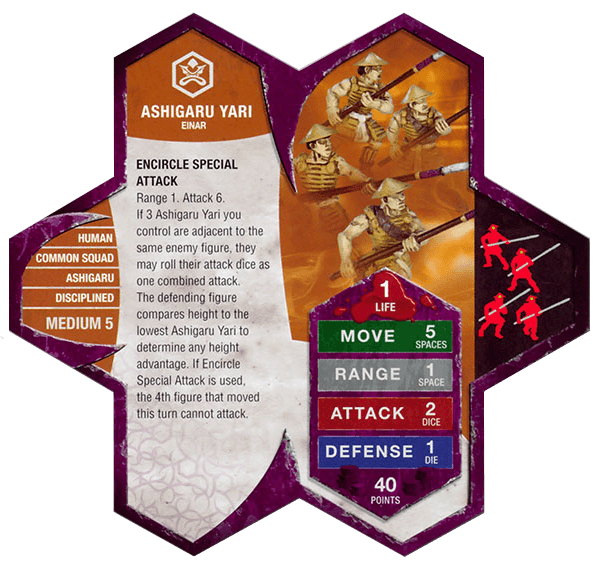 ASHIGARU YARI
EINAR
ENCIRCLE SPECIAL
ATTACK
Range 1. Attack 6.
If 3 Ashigaru Yari you
control are adjacent to the
same enemy figure, they
may roll their attack dice as
one combined attack.
The defending figure
compares height to the
lowest Ashigaru Yari to
determine any height
advantage. If Encircle
Special Attack is used,
the 4th figure that moved
this turn cannot attack.
HUMAN
COMMON SQUAD
ASHIGARU
DISCIPLINED
MEDIUM 5
1
LIFE
MOVE 5
SPACES
RANGE 1
SPACE
ATTACK 2
DICE
DEFENSE 1
DIE
40
POINTS